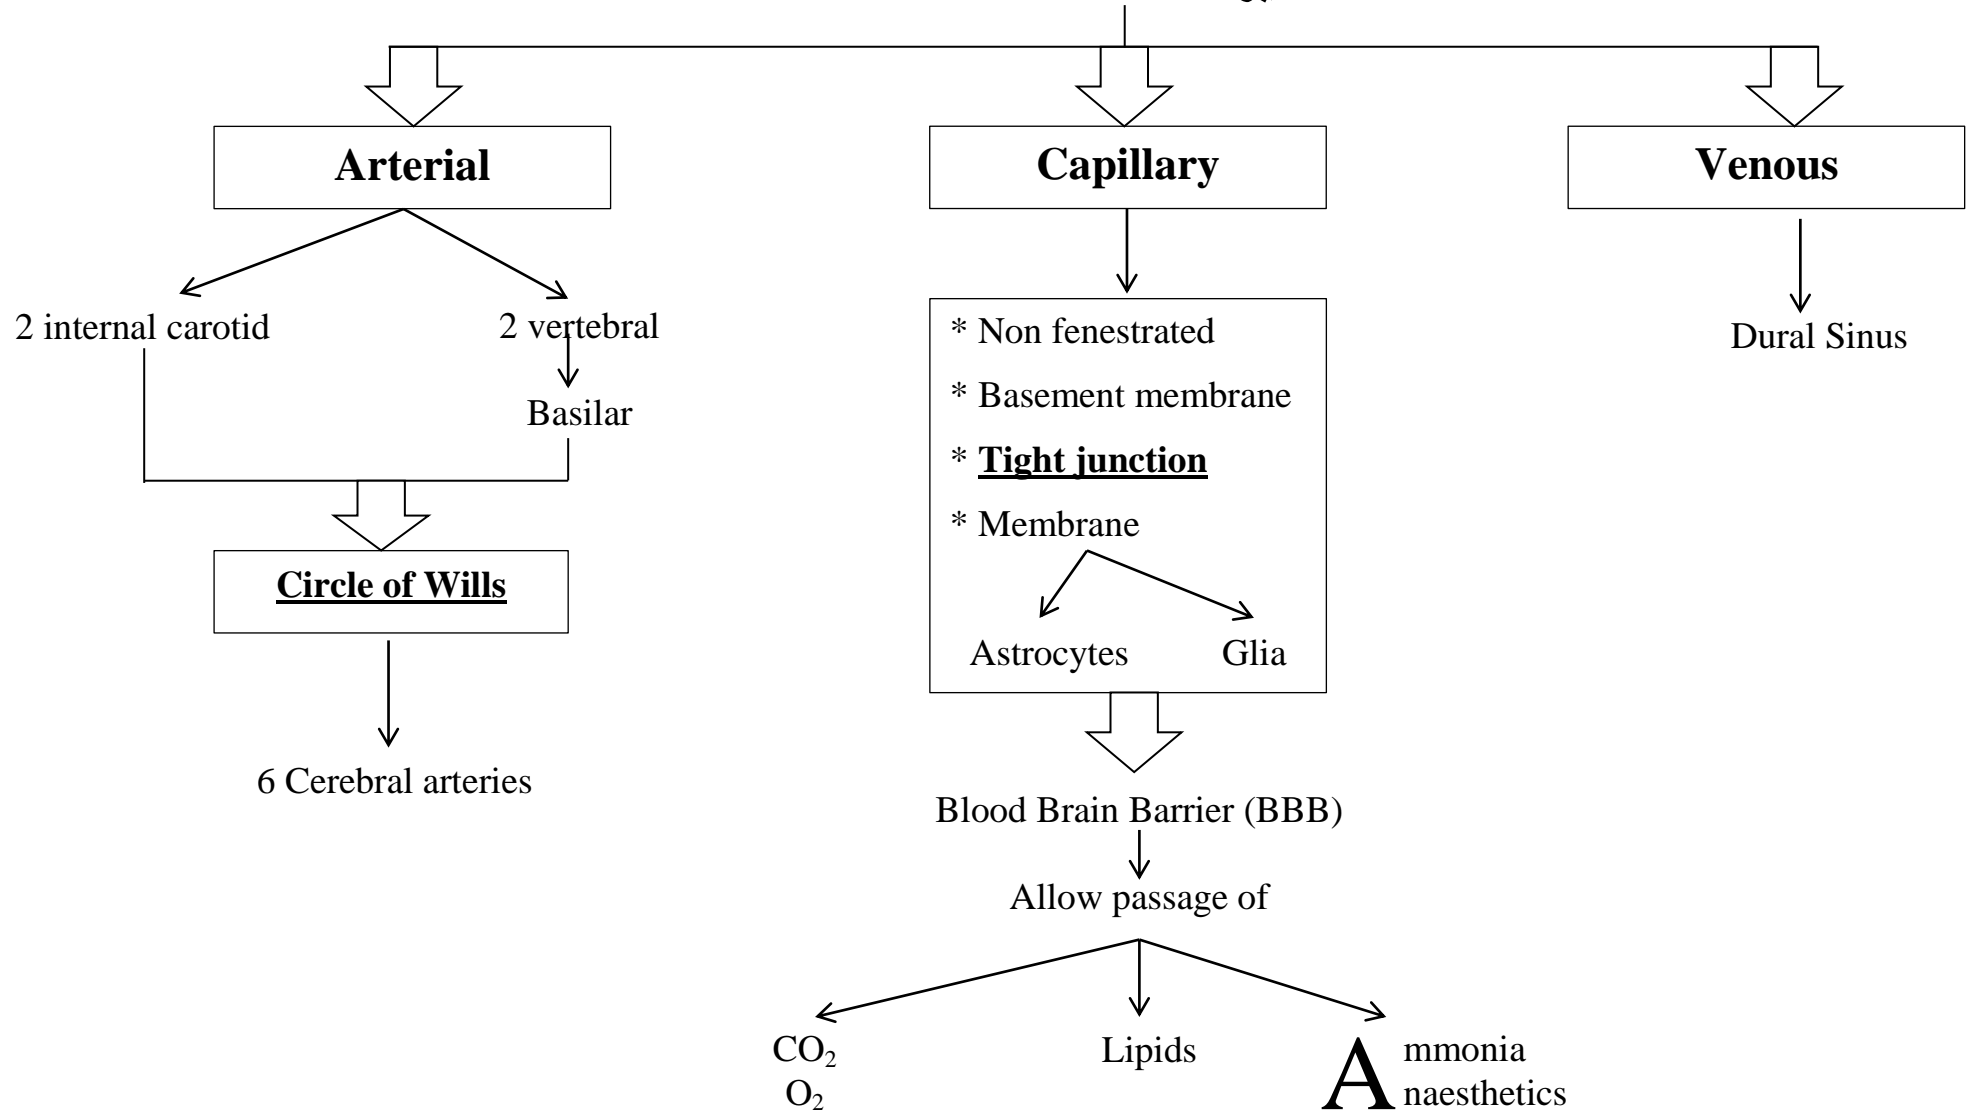 Arterial
Capillary
Venous
2 internal carotid
2 vertebral
Basilar
Circle of Wills
6 Cerebral arteries
* Non fenestrated
* Basement membrane
* Tight junction
* Membrane
Astrocytes Glia
Blood Brain Barrier (BBB)
Allow passage of
CO₂
O₂
Lipids
Ammonia
Anaesthetics
Dural Sinus